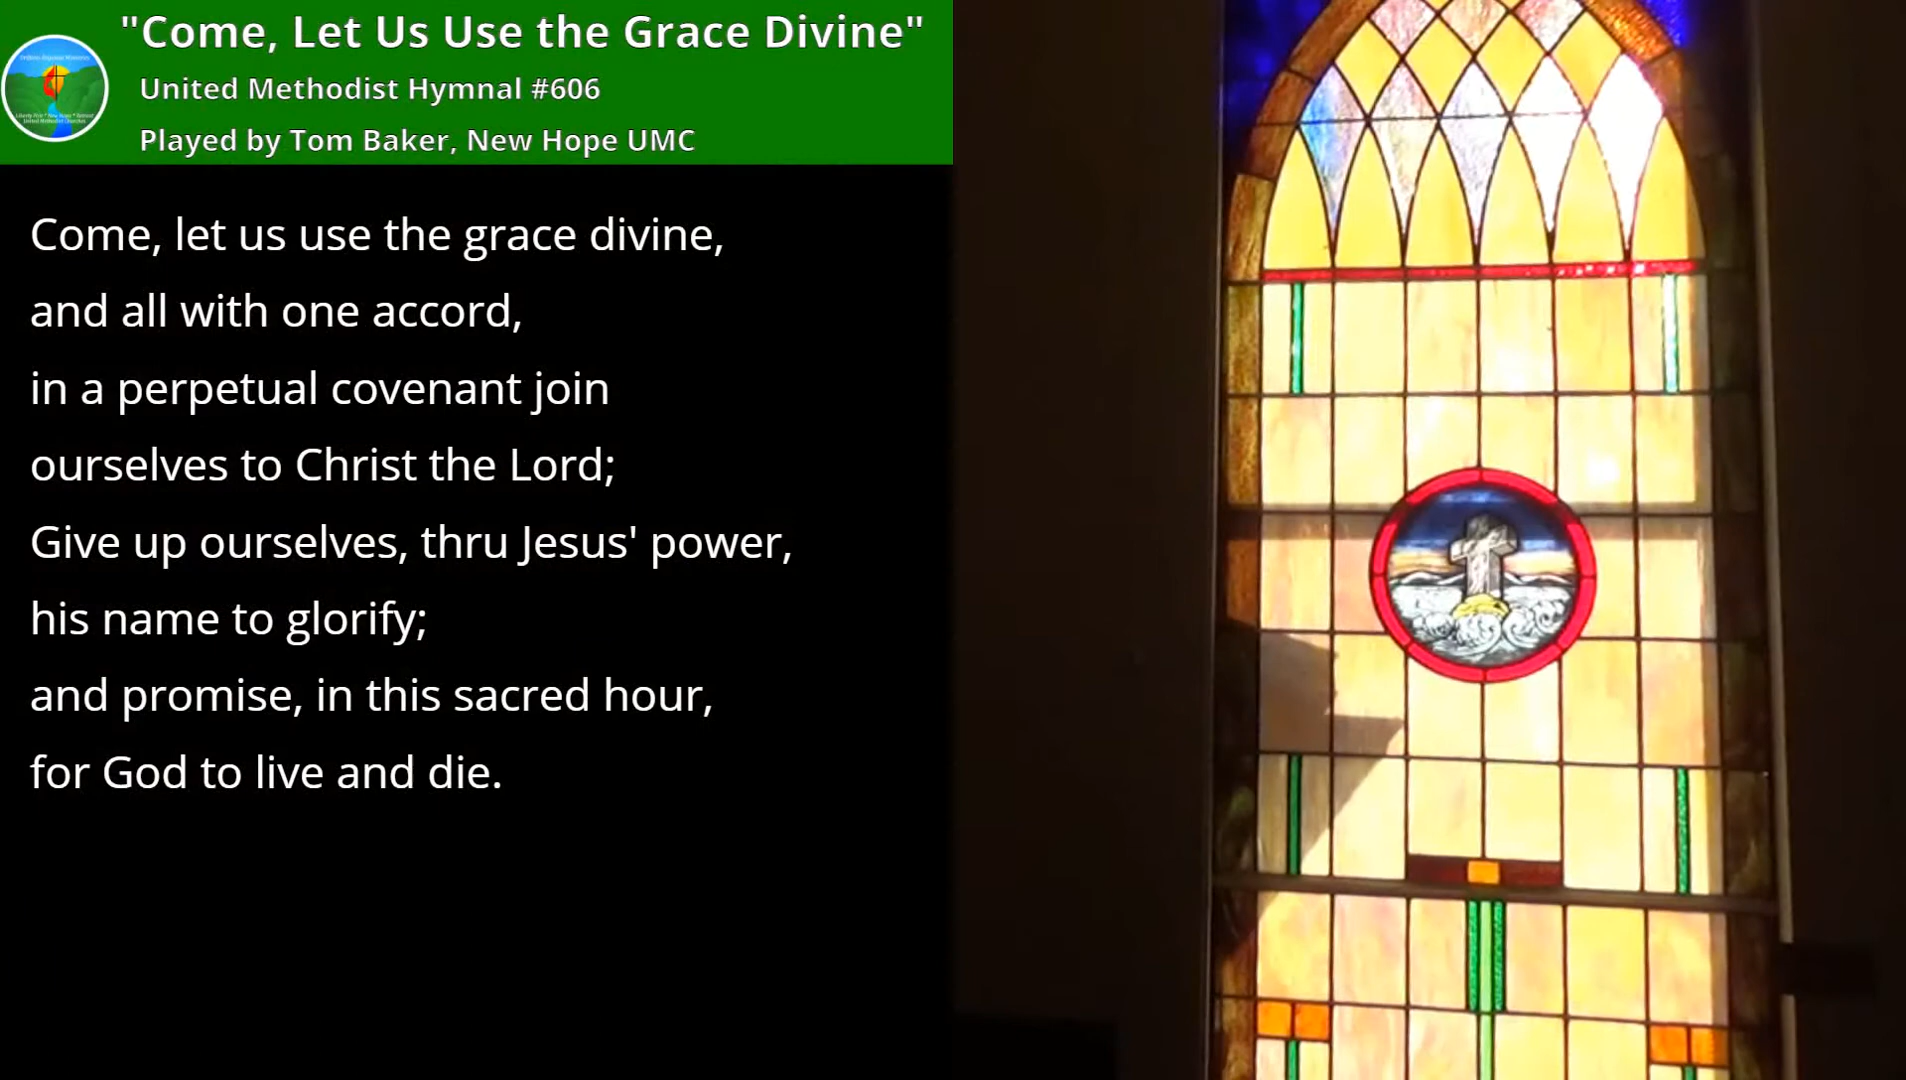 "Come, Let Us Use the Grace Divine"
United Methodist Hymnal #606
Played by Tom Baker, New Hope UMC
Come, let us use the grace divine,
and all with one accord,
in a perpetual covenant join
ourselves to Christ the Lord;
Give up ourselves, thru Jesus' power,
his name to glorify;
and promise, in this sacred hour,
for God to live and die.